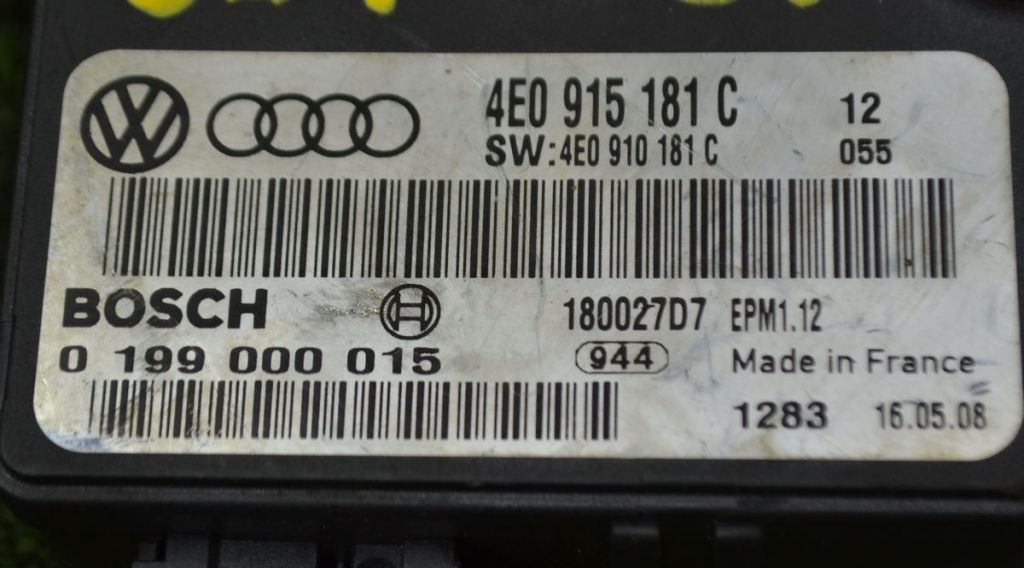 4E0 915 181 C 12
SW:4E0 910 181 C 055
BOSCH 180027D7 EPM1.12
0 199 000 015 944 Made in France
1283 16.05.08